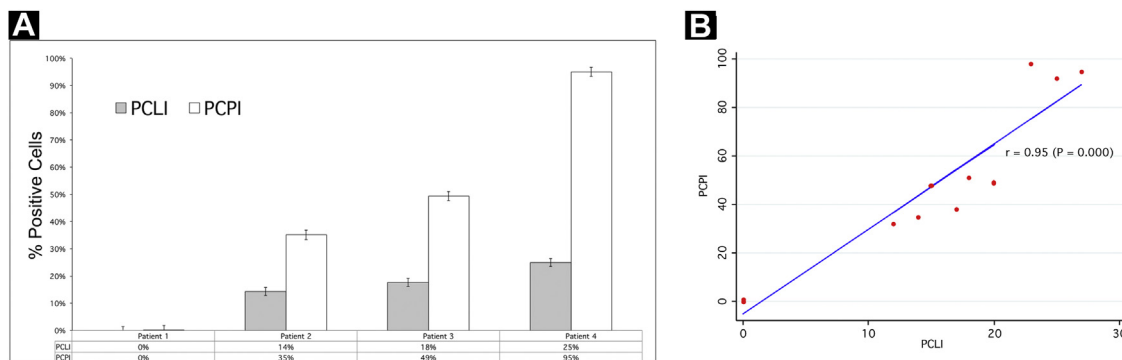 A
100%
90%
80%
70%
60%
50%
40%
30%
20%
10%
0%
% Positive Cells
PCLI PCPI
Patient 1 Patient 2 Patient 3 Patient 4
PCLI 0% 14% 18% 25%
PCPI 0% 35% 49% 95%
B
100
80
60
40
20
0
PCPI
r = 0.95 (P = 0.000)
0 10 20 30
PCLI